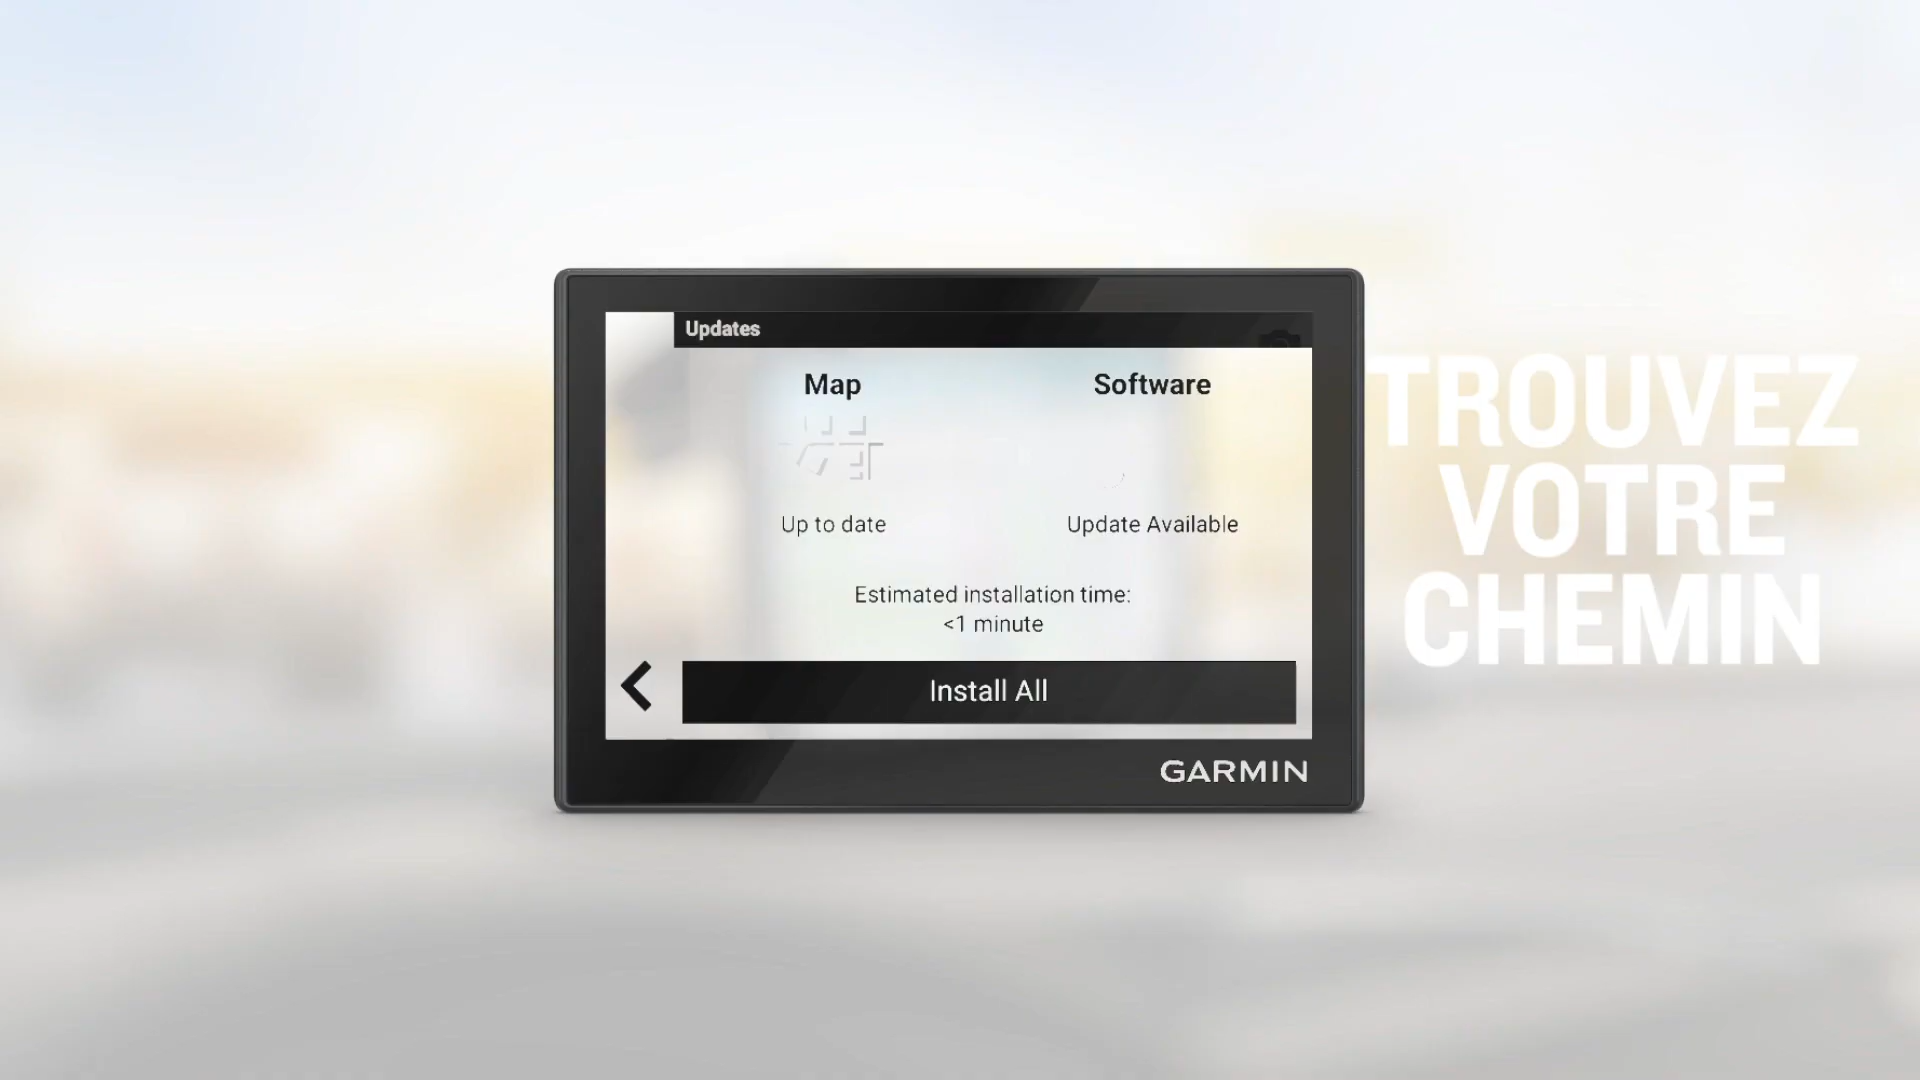 Updates
Map
Software
Up to date
Update Available
Estimated installation time:
<1 minute
Install All
GARMIN
TROUVEZ
VOTRE
CHEMIN